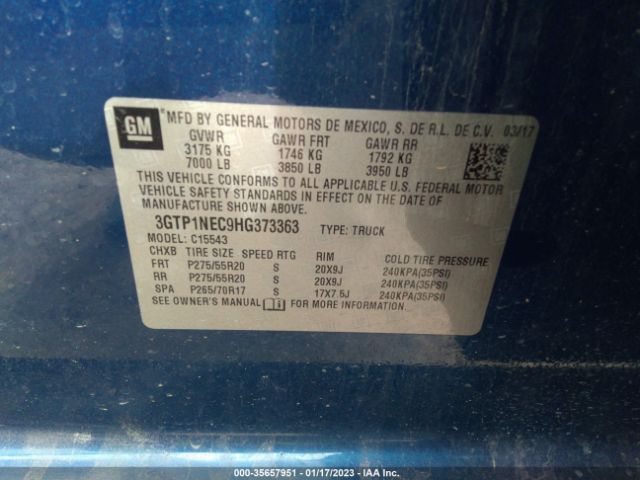 GM
*MFD BY GENERAL MOTORS DE MEXICO, S. DE R.L. DE C.V. 03/17
GVWR GAWR FRT GAWR RR
3175 KG 1746 KG 1792 KG
7000 LB 3850 LB 3950 LB
THIS VEHICLE CONFORMS TO ALL APPLICABLE U.S. FEDERAL MOTOR
VEHICLE SAFETY STANDARDS IN EFFECT ON THE DATE OF
MANUFACTURE SHOWN ABOVE.
3GTP1NEC9HG373363 TYPE: TRUCK
MODEL: C15543
CHXB TIRE SIZE SPEED RTG RIM COLD TIRE PRESSURE
FRT P275/55R20 S 20X9J 240KPA(35PSI)
RR P275/55R20 S 20X9J 240KPA(35PSI)
SPA P265/70R17 S 17X7.5J 240KPA(35PSI)
SEE OWNER'S MANUAL FOR MORE INFORMATION.
000-35657951 - 01/17/2023 - IAA Inc.